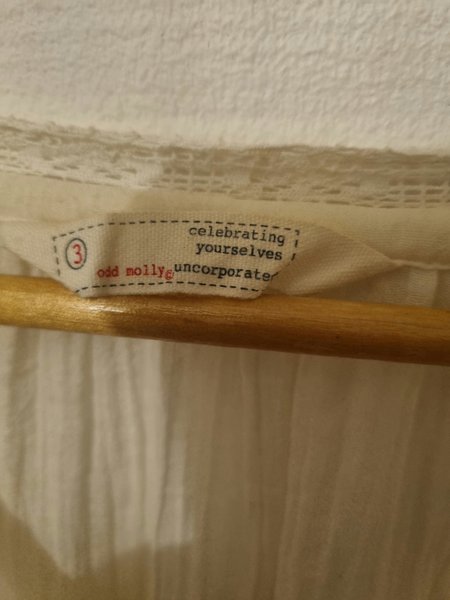 celebrating
3 yourselves
odd molly© uncorporated